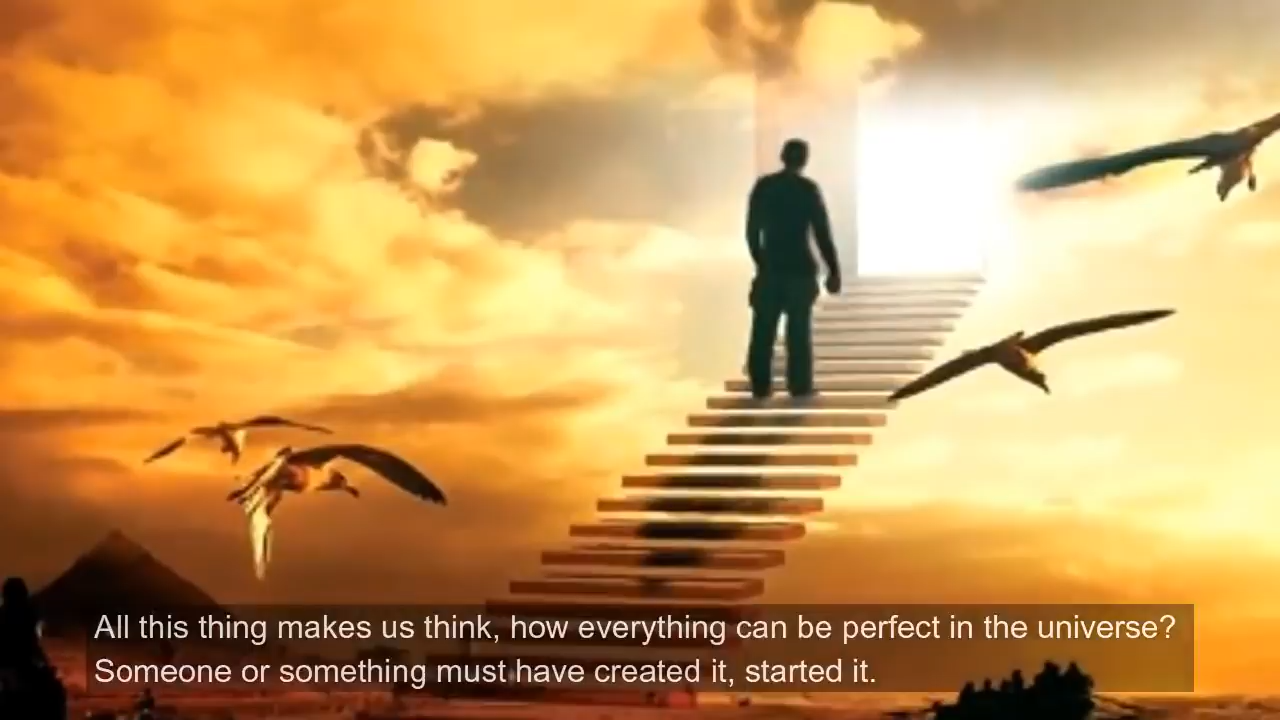 All this thing makes us think, how everything can be perfect in the universe?
Someone or something must have created it, started it.